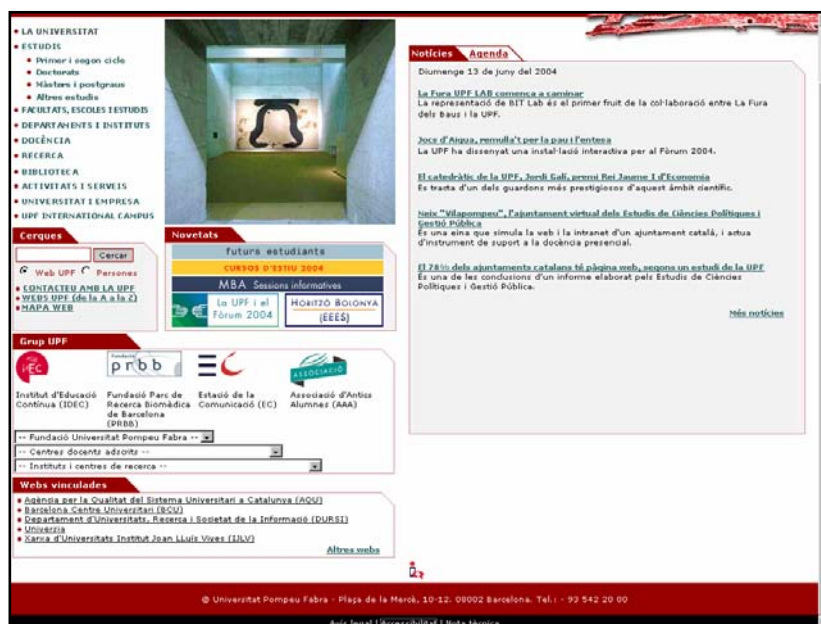 LA UNIVERSITAT
ESTUDIS
Primer i segon cicle
Doctorats
Màsters i postgraus
Altres estudis
FACULTATS, ESCOLES I ESTUDIS
DEPARTAMENTS I INSTITUTS
DOCÈNCIA
RECERCA
BIBLIOTECA
ACTIVITATS I SERVEIS
UNIVERSITAT I EMPRESA
UPF INTERNATIONAL CAMPUS
Cerques
Cercar
Web UPF Persones
CONTACTEU AMB LA UPF
WEBS UPF (de la A a la Z)
MAPA WEB
Novetats
futurs estudiants
CURSOS D'ESTIU 2004
MBA Sessions informatives
La UPF i el
Fòrum 2004
HORITZÓ BOLONYA
(EEES)
Grup UPF
IDEC
Fundació
prbb
EC
ASSOCIACIÓ
Institut d'Educació
Contínua (IDEC)
Fundació Parc de
Recerca Biomèdica
de Barcelona
(PRBB)
Estació de la
Comunicació (EC)
Associació d'Antics
Alumnes (AAA)
-- Fundació Universitat Pompeu Fabra --
-- Centres docents adscrits --
-- Instituts i centres de recerca --
Webs vinculades
Agència per la Qualitat del Sistema Universitari a Catalunya (AQU)
Barcelona Centre Universitari (BCU)
Departament d'Universitats, Recerca i Societat de la Informació (DURSI)
Universia
Xarxa d'Universitats Institut Joan LLuís Vives (IJLV)
Altres webs
Notícies Agenda
Diumenge 13 de juny del 2004
La Fura UPF LAB comença a caminar
La representació de BIT Lab és el primer fruit de la col·laboració entre La Fura
dels Baus i la UPF.
Jocs d'Aigua, remulla't per la pau i l'entesa
La UPF ha dissenyat una instal·lació interactiva per al Fòrum 2004.
El catedràtic de la UPF, Jordi Galí, premi Rei Jaume I d'Economia
Es tracta d'un dels guardons més prestigiosos d'aquest àmbit científic.
Neix "Vilapompeu", l'ajuntament virtual dels Estudis de Ciències Polítiques i
Gestió Pública
És una eina que simula la web i la intranet d'un ajuntament català, i actua
d'instrument de suport a la docència presencial.
El 78% dels ajuntaments catalans té pàgina web, segons un estudi de la UPF
És una de les conclusions d'un informe elaborat pels Estudis de Ciències
Polítiques i Gestió Pública.
Més notícies
© Universitat Pompeu Fabra - Plaça de la Mercè, 10-12. 08002 Barcelona. Tel.: - 93 542 20 00
Avís legal | Accessibilitat | Nota tècnica